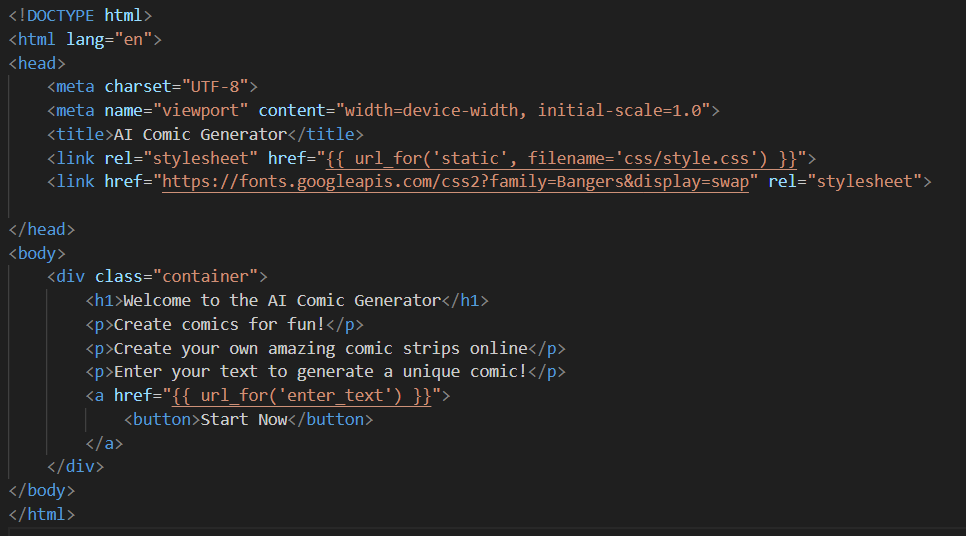 <!DOCTYPE html>
<html lang="en">
<head>
    <meta charset="UTF-8">
    <meta name="viewport" content="width=device-width, initial-scale=1.0">
    <title>AI Comic Generator</title>
    <link rel="stylesheet" href="{{ url_for('static', filename='css/style.css') }}">
    <link href="https://fonts.googleapis.com/css2?family=Bangers&display=swap" rel="stylesheet">

</head>
<body>
    <div class="container">
        <h1>Welcome to the AI Comic Generator</h1>
        <p>Create comics for fun!</p>
        <p>Create your own amazing comic strips online</p>
        <p>Enter your text to generate a unique comic!</p>
        <a href="{{ url_for('enter_text') }}">
            <button>Start Now</button>
        </a>
    </div>
</body>
</html>